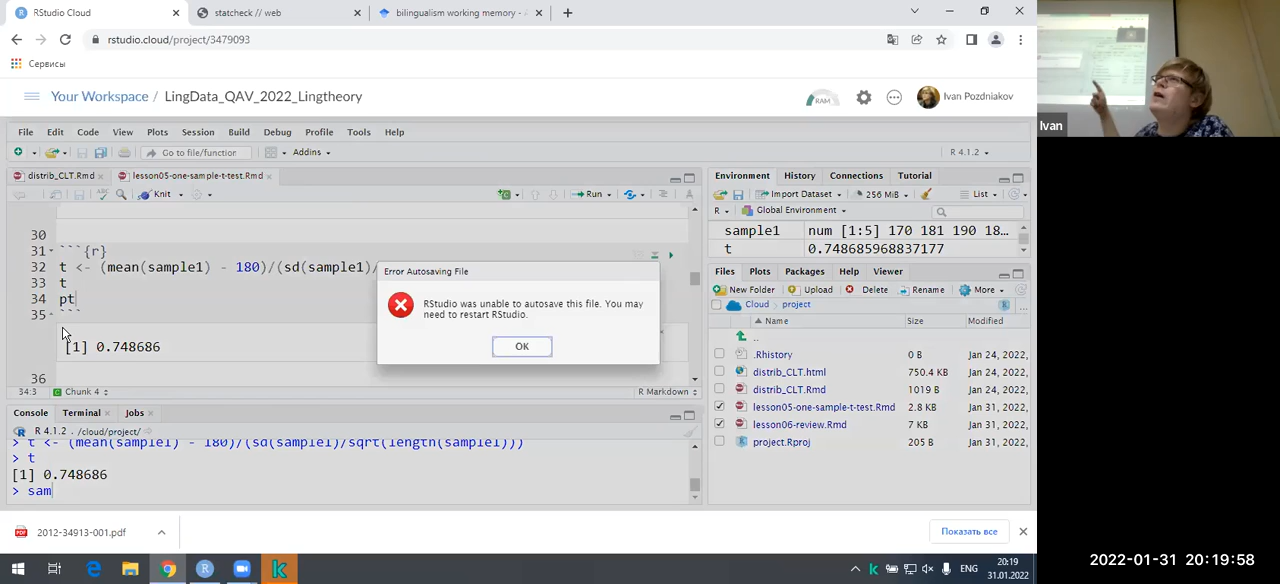 RStudio Cloud
statcheck // web
bilingualism working memory -
rstudio.cloud/project/3479093
Сервисы
Your Workspace / LingData_QAV_2022_Lingtheory
RAM
Ivan Pozdniakov
File Edit Code View Plots Session Build Debug Profile Tools Help
Go to file/function
Addins
R 4.1.2
distrib_CLT.Rmd
lesson05-one-sample-t-test.Rmd
Knit
Run
30
31 ```{r}
32 t <- (mean(sample1) - 180)/(sd(sample1)/
33 t
34 pt
35 ```
[1] 0.748686
36
34:3 Chunk 4
R Markdown
Error Autosaving File
RStudio was unable to autosave this file. You may
need to restart RStudio.
OK
Console Terminal Jobs
R 4.1.2 . /cloud/project/
> t <- (mean(sample1) - 180)/(sd(sample1)/sqrt(length(sample1)))
> t
[1] 0.748686
> sam
Environment History Connections Tutorial
Import Dataset
256 MiB
List
R
Global Environment
sample1 num [1:5] 170 181 190 18…
t 0.748685968837177
Files Plots Packages Help Viewer
New Folder Upload Delete Rename More
Cloud project
Name Size Modified
..
.Rhistory 0 B Jan 24, 2022,
distrib_CLT.html 750.4 KB Jan 24, 2022,
distrib_CLT.Rmd 1019 B Jan 24, 2022,
lesson05-one-sample-t-test.Rmd 2.8 KB Jan 31, 2022,
lesson06-review.Rmd 7 KB Jan 31, 2022,
project.Rproj 205 B Jan 31, 2022,
2012-34913-001.pdf
Показать все
ENG
20:19
31.01.2022
Ivan
2022-01-31 20:19:58